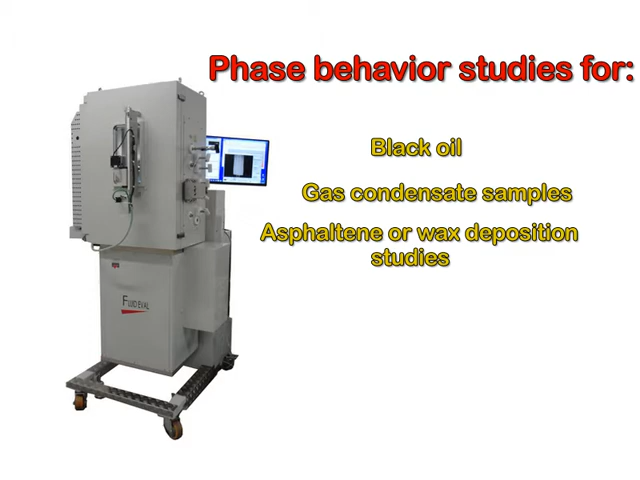 Phase behavior studies for:
Black oil
Gas condensate samples
Asphaltene or wax deposition
studies
FLUID EVAL